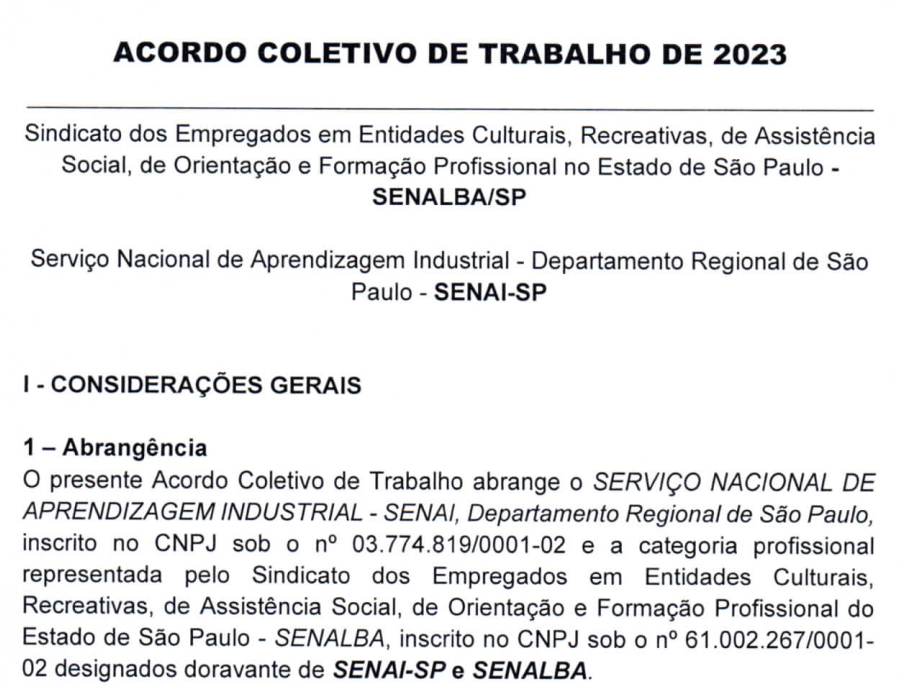 ACORDO COLETIVO DE TRABALHO DE 2023
Sindicato dos Empregados em Entidades Culturais, Recreativas, de Assistência
Social, de Orientação e Formação Profissional no Estado de São Paulo -
SENALBA/SP
Serviço Nacional de Aprendizagem Industrial - Departamento Regional de São
Paulo - SENAI-SP
I - CONSIDERAÇÕES GERAIS
1 – Abrangência
O presente Acordo Coletivo de Trabalho abrange o SERVIÇO NACIONAL DE
APRENDIZAGEM INDUSTRIAL - SENAI, Departamento Regional de São Paulo,
inscrito no CNPJ sob o nº 03.774.819/0001-02 e a categoria profissional
representada pelo Sindicato dos Empregados em Entidades Culturais,
Recreativas, de Assistência Social, de Orientação e Formação Profissional do
Estado de São Paulo - SENALBA, inscrito no CNPJ sob o nº 61.002.267/0001-
02 designados doravante de SENAI-SP e SENALBA.